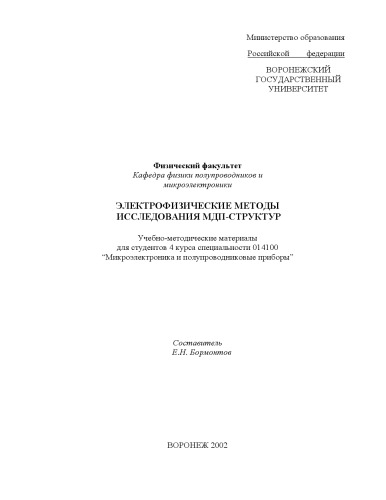 Министерство образования
Российской федерации
ВОРОНЕЖСКИЙ
ГОСУДАРСТВЕННЫЙ
УНИВЕРСИТЕТ
Физический факультет
Кафедра физики полупроводников и
микроэлектроники
ЭЛЕКТРОФИЗИЧЕСКИЕ МЕТОДЫ
ИССЛЕДОВАНИЯ МДП-СТРУКТУР
Учебно-методические материалы
для студентов 4 курса специальности 014100
“Микроэлектроника и полупроводниковые приборы”
Составитель
Е.Н. Бормонтов
ВОРОНЕЖ 2002